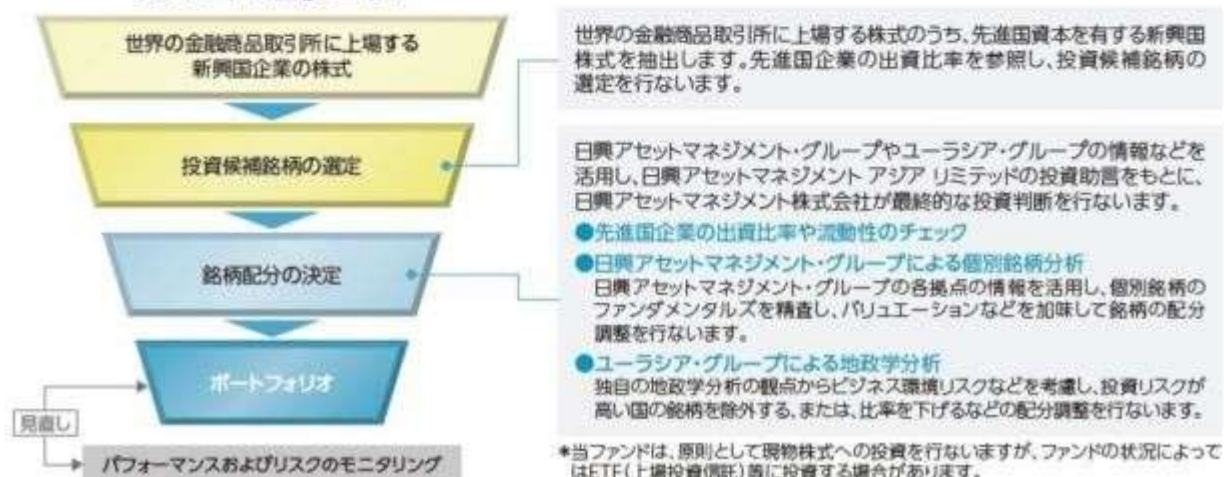 世界の金融商品取引所に上場する
新興国企業の株式
投資候補銘柄の選定
銘柄配分の決定
ポートフォリオ
見直し
パフォーマンスおよびリスクのモニタリング
世界の金融商品取引所に上場する株式のうち、先進国資本を有する新興国
株式を抽出します。先進国企業の出資比率を参照し、投資候補銘柄の
選定を行ないます。
日興アセットマネジメント・グループやユーラシア・グループの情報などを
活用し、日興アセットマネジメント アジア リミテッドの投資助言をもとに、
日興アセットマネジメント株式会社が最終的な投資判断を行ないます。
●先進国企業の出資比率や流動性のチェック
●日興アセットマネジメント・グループによる個別銘柄分析
日興アセットマネジメント・グループの各拠点の情報を活用し、個別銘柄の
ファンダメンタルズを精査し、バリュエーションなどを加味して銘柄の配分
調整を行ないます。
●ユーラシア・グループによる地政学分析
独自の地政学分析の観点からビジネス環境リスクなどを考慮し、投資リスクが
高い国の銘柄を除外する、または、比率を下げるなどの配分調整を行ないます。
*当ファンドは、原則として現物株式への投資を行ないますが、ファンドの状況によって
はETF(上場投資信託)等に投資する場合があります。